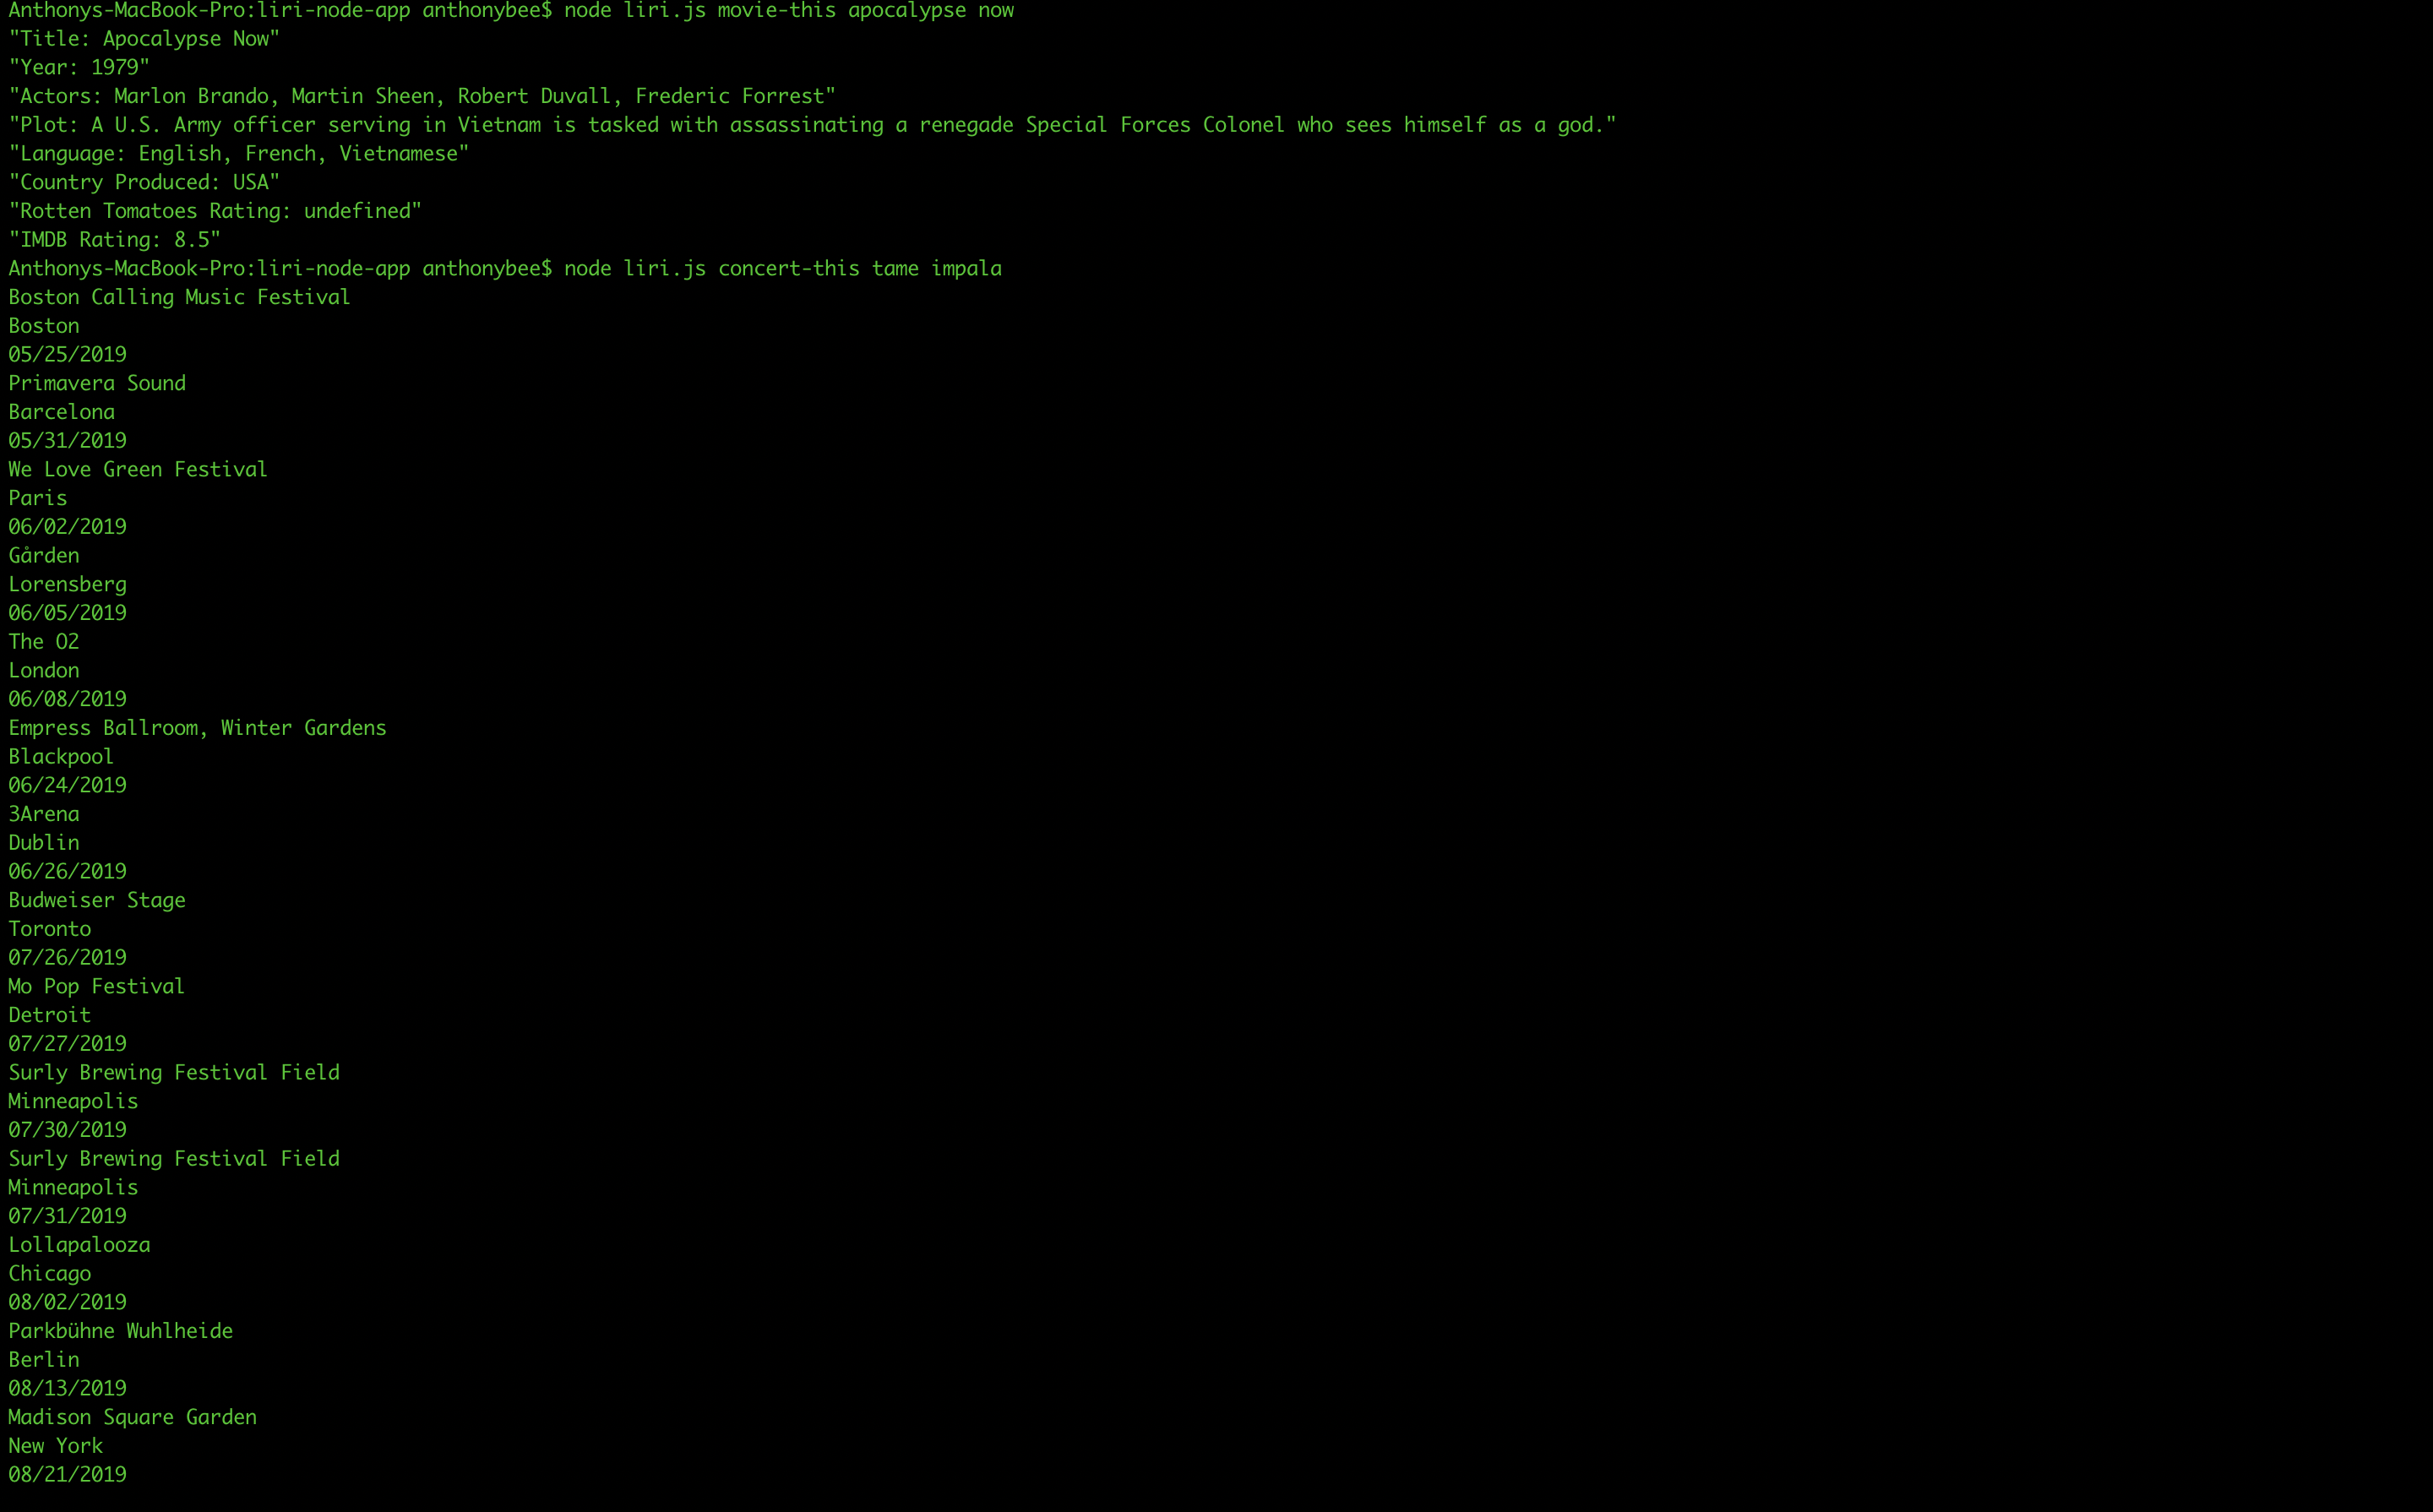 Anthonys-MacBook-Pro:liri-node-app anthonybee$ node liri.js movie-this apocalypse now
"Title: Apocalypse Now"
"Year: 1979"
"Actors: Marlon Brando, Martin Sheen, Robert Duvall, Frederic Forrest"
"Plot: A U.S. Army officer serving in Vietnam is tasked with assassinating a renegade Special Forces Colonel who sees himself as a god."
"Language: English, French, Vietnamese"
"Country Produced: USA"
"Rotten Tomatoes Rating: undefined"
"IMDB Rating: 8.5"
Anthonys-MacBook-Pro:liri-node-app anthonybee$ node liri.js concert-this tame impala
Boston Calling Music Festival
Boston
05/25/2019
Primavera Sound
Barcelona
05/31/2019
We Love Green Festival
Paris
06/02/2019
Gården
Lorensberg
06/05/2019
The O2
London
06/08/2019
Empress Ballroom, Winter Gardens
Blackpool
06/24/2019
3Arena
Dublin
06/26/2019
Budweiser Stage
Toronto
07/26/2019
Mo Pop Festival
Detroit
07/27/2019
Surly Brewing Festival Field
Minneapolis
07/30/2019
Surly Brewing Festival Field
Minneapolis
07/31/2019
Lollapalooza
Chicago
08/02/2019
Parkbühne Wuhlheide
Berlin
08/13/2019
Madison Square Garden
New York
08/21/2019